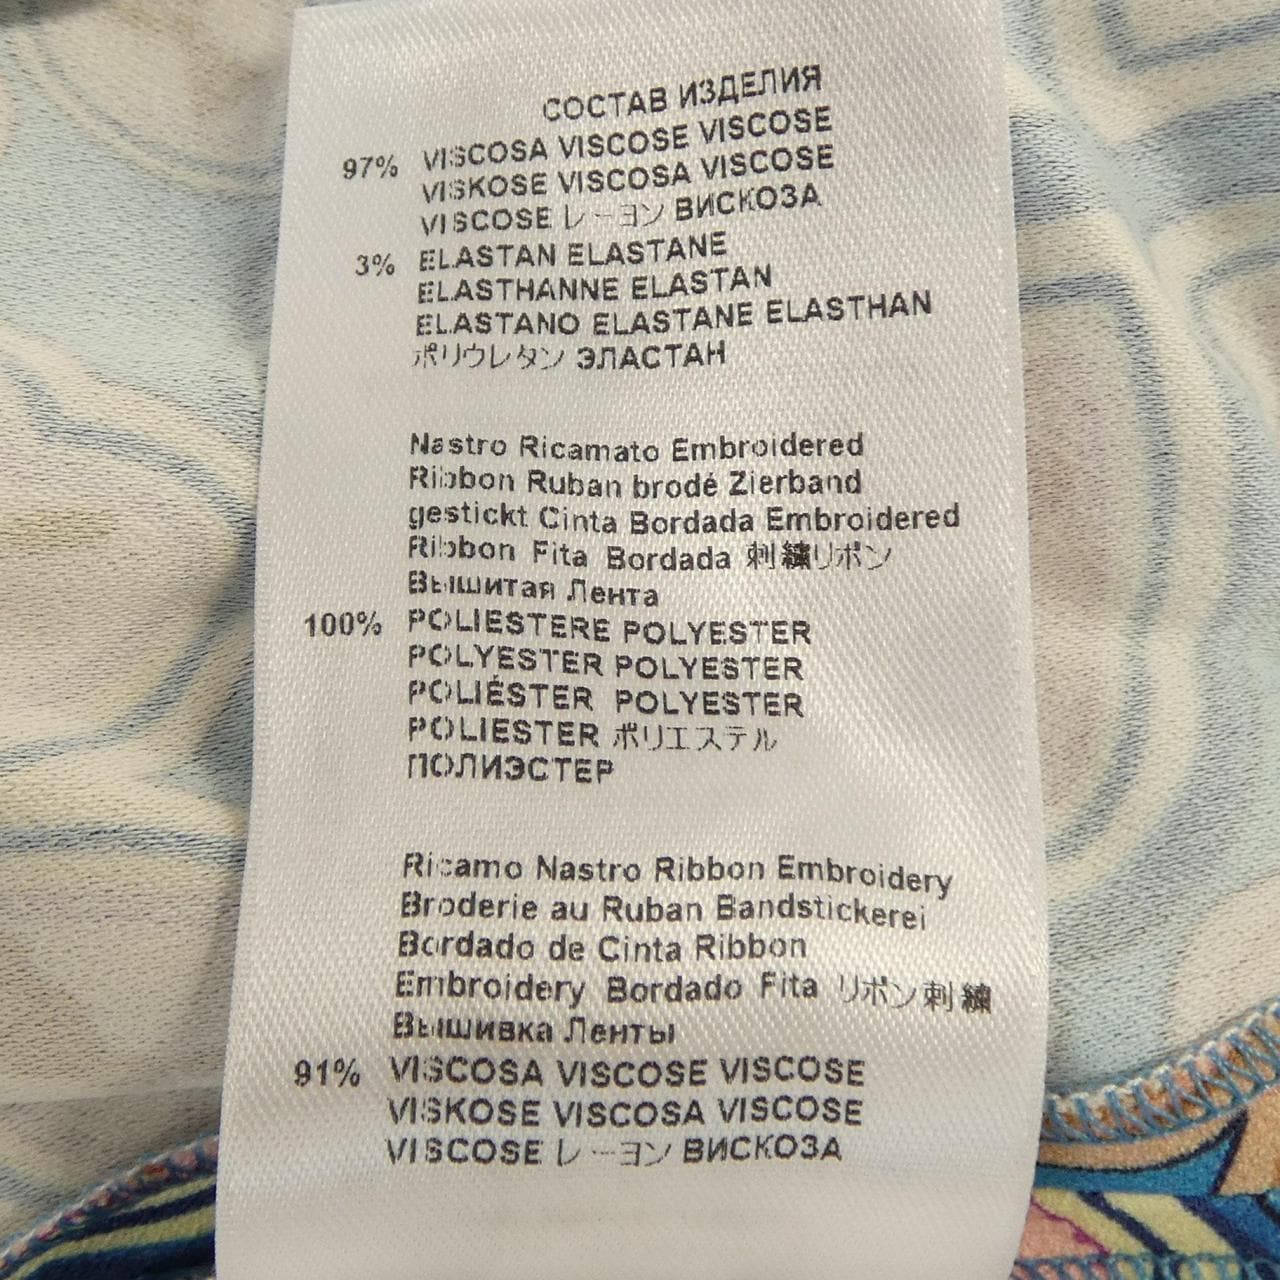 СОСТАВ ИЗДЕЛИЯ
97% VISCOSA VISCOSE VISCOSE
VISKOSE VISCOSA VISCOSE
VISCOSE レーヨン ВИСКОЗА
3% ELASTAN ELASTANE
ELASTHANNE ELASTAN
ELASTANO ELASTANE ELASTHAN
ポリウレタン ЭЛАСТАН
Nastro Ricamato Embroidered
Ribbon Ruban brodé Zierband
gestickt Cinta Bordada Embroidered
Ribbon Fita Bordada 刺繍リボン
Вышитая Лента
100% POLIESTERE POLYESTER
POLYESTER POLYESTER
POLIÉSTER POLYESTER
POLIESTER ポリエステル
ПОЛИЭСТЕР
Ricamo Nastro Ribbon Embroidery
Broderie au Ruban Bandstickerei
Bordado de Cinta Ribbon
Embroidery Bordado Fita リボン刺繍
Вышивка Ленты
91% VISCOSA VISCOSE VISCOSE
VISKOSE VISCOSA VISCOSE
VISCOSE レーヨン ВИСКОЗА